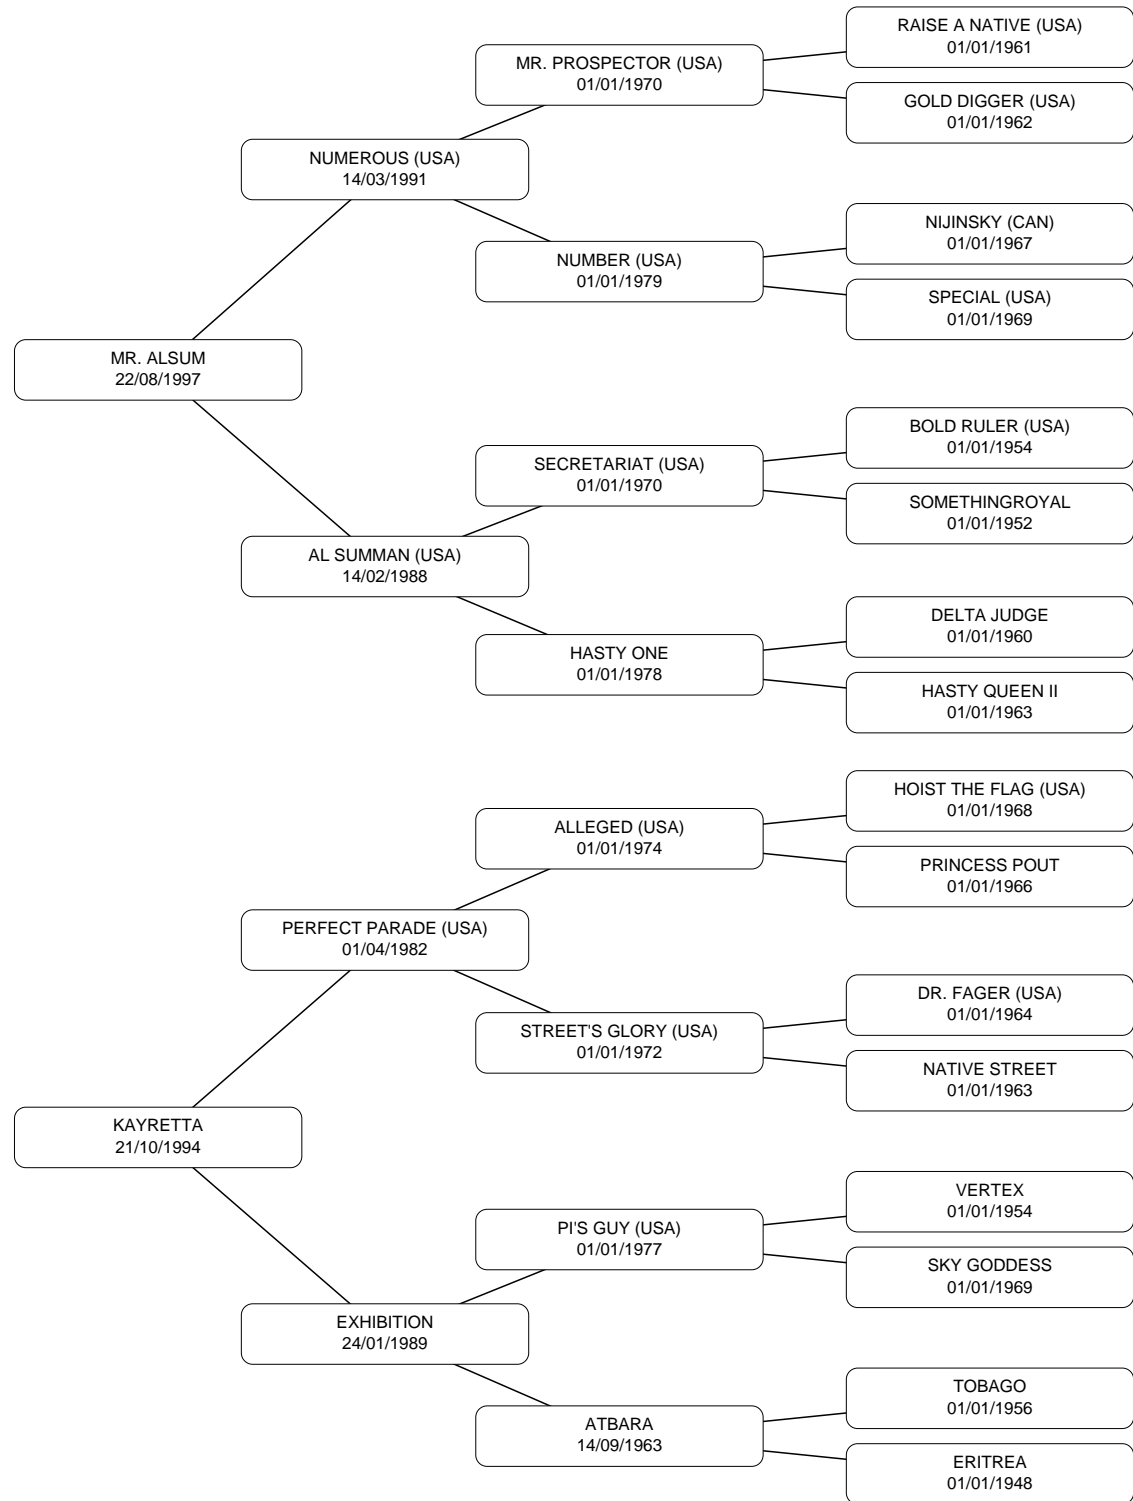 RAISE A NATIVE (USA)
01/01/1961
MR. PROSPECTOR (USA)
01/01/1970
GOLD DIGGER (USA)
01/01/1962
NUMEROUS (USA)
14/03/1991
NIJINSKY (CAN)
01/01/1967
NUMBER (USA)
01/01/1979
SPECIAL (USA)
01/01/1969
MR. ALSUM
22/08/1997
BOLD RULER (USA)
01/01/1954
SECRETARIAT (USA)
01/01/1970
SOMETHINGROYAL
01/01/1952
AL SUMMAN (USA)
14/02/1988
DELTA JUDGE
01/01/1960
HASTY ONE
01/01/1978
HASTY QUEEN II
01/01/1963
HOIST THE FLAG (USA)
01/01/1968
ALLEGED (USA)
01/01/1974
PRINCESS POUT
01/01/1966
PERFECT PARADE (USA)
01/04/1982
DR. FAGER (USA)
01/01/1964
STREET'S GLORY (USA)
01/01/1972
NATIVE STREET
01/01/1963
KAYRETTA
21/10/1994
VERTEX
01/01/1954
PI'S GUY (USA)
01/01/1977
SKY GODDESS
01/01/1969
EXHIBITION
24/01/1989
TOBAGO
01/01/1956
ATBARA
14/09/1963
ERITREA
01/01/1948